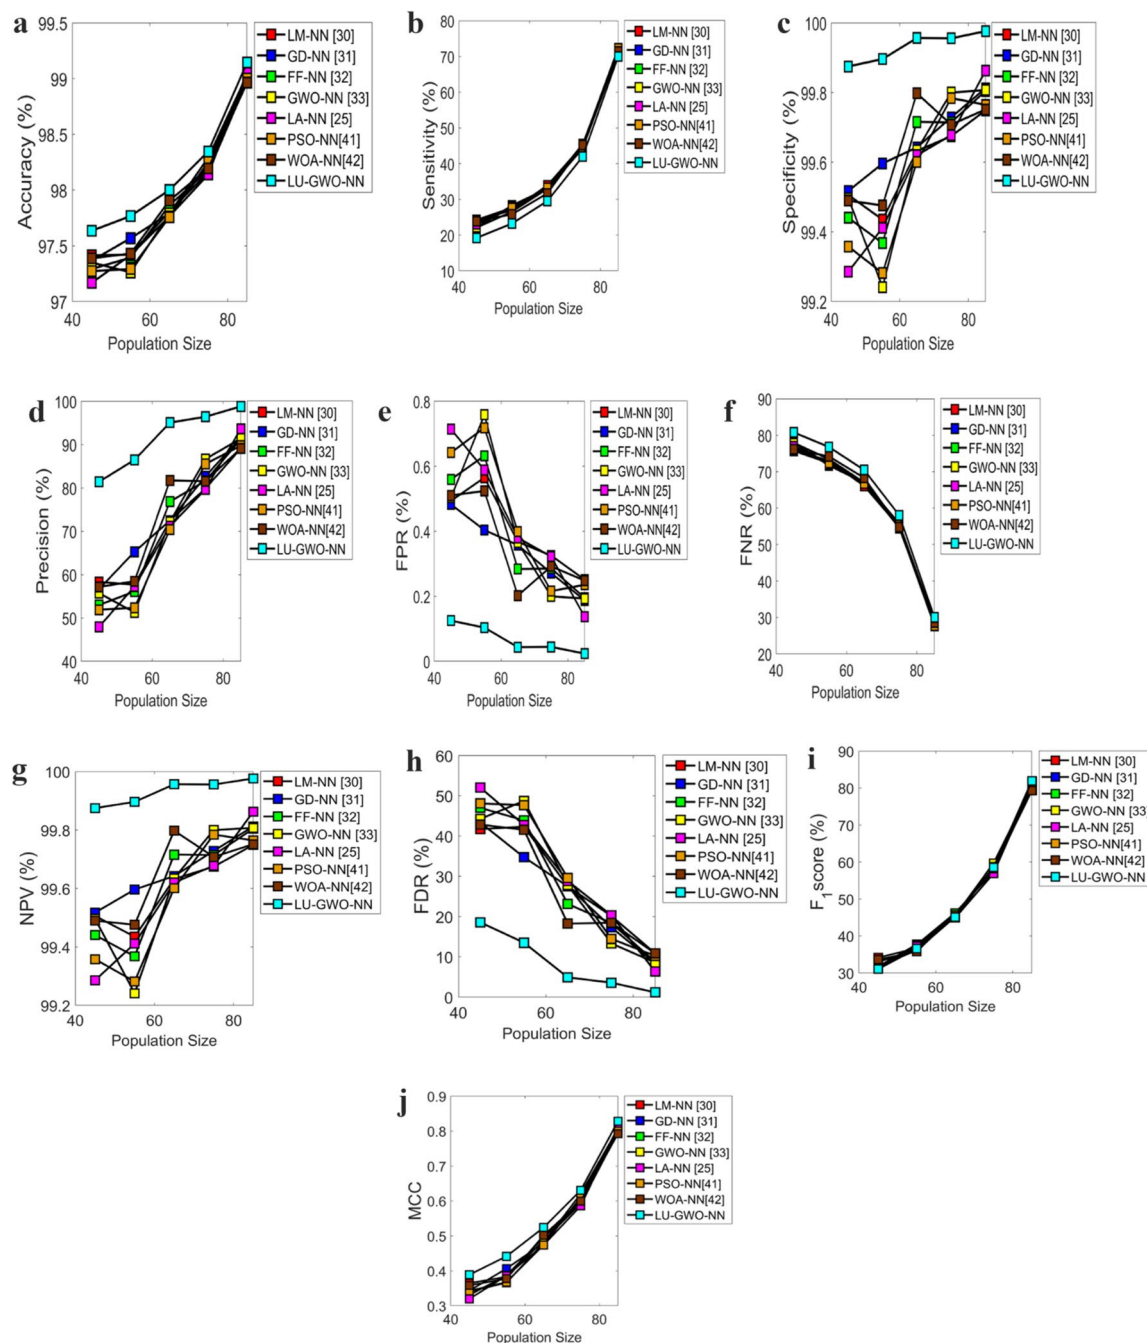 a
99.5
99
98.5
98
97.5
97
Accuracy (%)
40 60 80
Population Size
LM-NN [30]
GD-NN [31]
FF-NN [32]
GWO-NN [33]
LA-NN [25]
PSO-NN[41]
WOA-NN[42]
LU-GWO-NN
b
80
70
60
50
40
30
20
10
Sensitivity (%)
40 60 80
Population Size
LM-NN [30]
GD-NN [31]
FF-NN [32]
GWO-NN [33]
LA-NN [25]
PSO-NN[41]
WOA-NN[42]
LU-GWO-NN
c
100
99.8
99.6
99.4
99.2
Specificity (%)
40 60 80
Population Size
LM-NN [30]
GD-NN [31]
FF-NN [32]
GWO-NN [33]
LA-NN [25]
PSO-NN[41]
WOA-NN[42]
LU-GWO-NN
d
100
90
80
70
60
50
40
Precision (%)
40 60 80
Population Size
LM-NN [30]
GD-NN [31]
FF-NN [32]
GWO-NN [33]
LA-NN [25]
PSO-NN[41]
WOA-NN[42]
LU-GWO-NN
e
0.8
0.6
0.4
0.2
0
FPR (%)
40 60 80
Population Size
LM-NN [30]
GD-NN [31]
FF-NN [32]
GWO-NN [33]
LA-NN [25]
PSO-NN[41]
WOA-NN[42]
LU-GWO-NN
f
90
80
70
60
50
40
30
20
FNR (%)
40 60 80
Population Size
LM-NN [30]
GD-NN [31]
FF-NN [32]
GWO-NN [33]
LA-NN [25]
PSO-NN[41]
WOA-NN[42]
LU-GWO-NN
g
100
99.8
99.6
99.4
99.2
NPV (%)
40 60 80
Population Size
LM-NN [30]
GD-NN [31]
FF-NN [32]
GWO-NN [33]
LA-NN [25]
PSO-NN[41]
WOA-NN[42]
LU-GWO-NN
h
60
50
40
30
20
10
0
FDR (%)
40 60 80
Population Size
LM-NN [30]
GD-NN [31]
FF-NN [32]
GWO-NN [33]
LA-NN [25]
PSO-NN[41]
WOA-NN[42]
LU-GWO-NN
i
90
80
70
60
50
40
30
F1score (%)
40 60 80
Population Size
LM-NN [30]
GD-NN [31]
FF-NN [32]
GWO-NN [33]
LA-NN [25]
PSO-NN[41]
WOA-NN[42]
LU-GWO-NN
j
0.9
0.8
0.7
0.6
0.5
0.4
0.3
MCC
40 60 80
Population Size
LM-NN [30]
GD-NN [31]
FF-NN [32]
GWO-NN [33]
LA-NN [25]
PSO-NN[41]
WOA-NN[42]
LU-GWO-NN